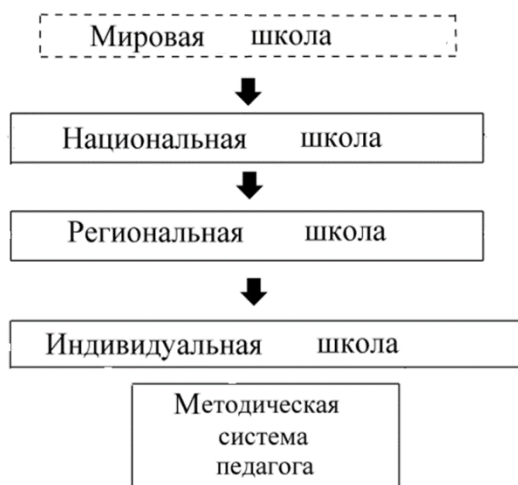 Мировая школа
Национальная школа
Региональная школа
Индивидуальная школа
Методическая
система
педагога